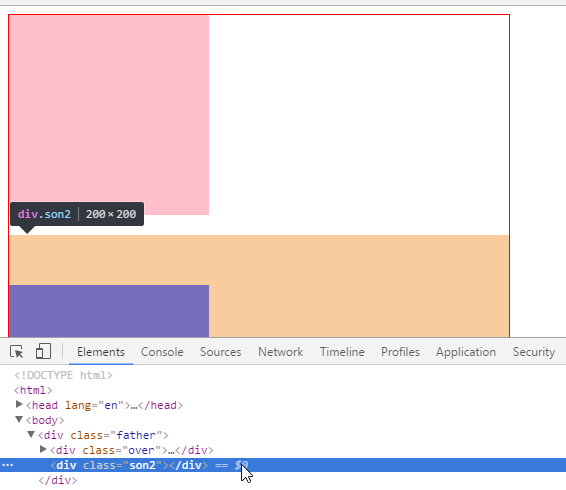 div.son2 200×200
Elements Console Sources Network Timeline Profiles Application Security
<!DOCTYPE html>
<html>
<head lang="en">…</head>
<body>
<div class="father">
<div class="over">…</div>
<div class="son2"></div> ==
</div>